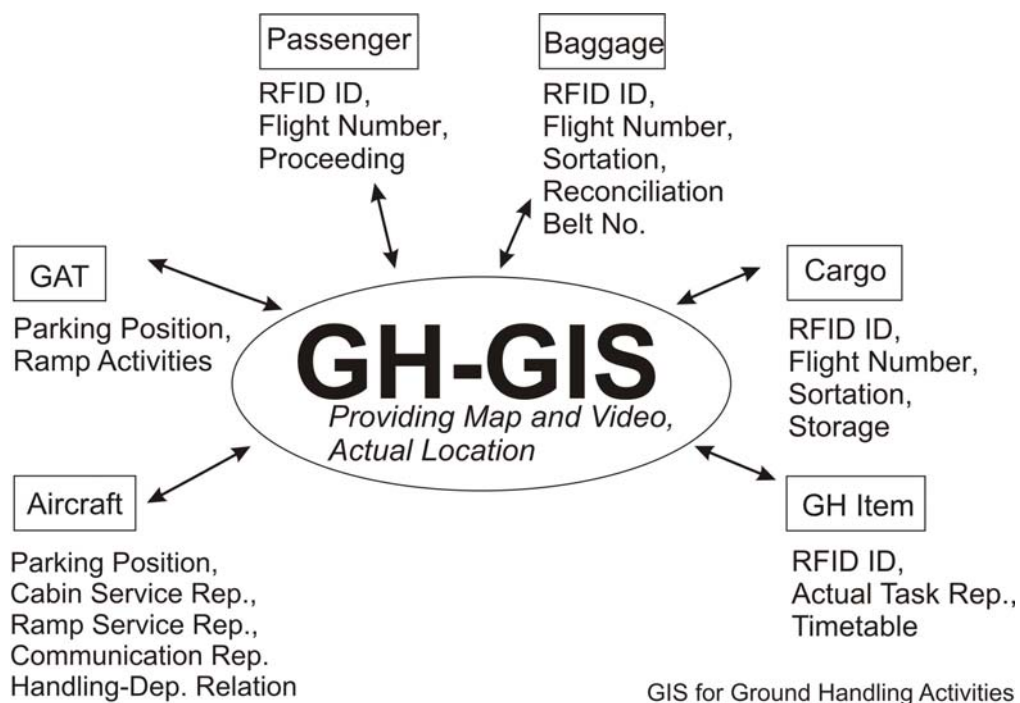 Passenger
RFID ID,
Flight Number,
Proceeding
Baggage
RFID ID,
Flight Number,
Sortation,
Reconciliation
Belt No.
GAT
Parking Position,
Ramp Activities
GH-GIS
Providing Map and Video,
Actual Location
Cargo
RFID ID,
Flight Number,
Sortation,
Storage
Aircraft
Parking Position,
Cabin Service Rep.,
Ramp Service Rep.,
Communication Rep.
Handling-Dep. Relation
GH Item
RFID ID,
Actual Task Rep.,
Timetable
GIS for Ground Handling Activities